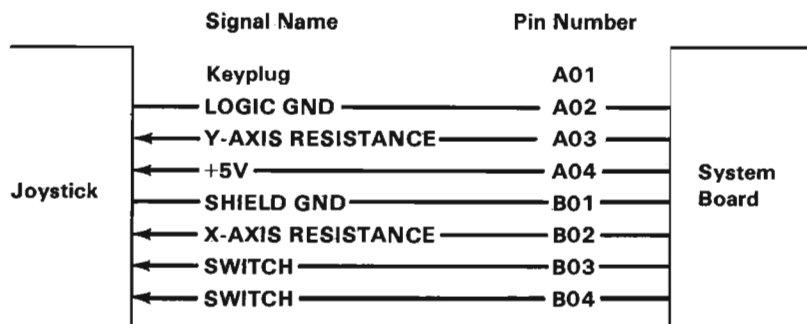 Signal Name Pin Number
Keyplug A01
LOGIC GND A02
Y-AXIS RESISTANCE A03
+5V A04
Joystick
System
Board
SHIELD GND B01
X-AXIS RESISTANCE B02
SWITCH B03
SWITCH B04